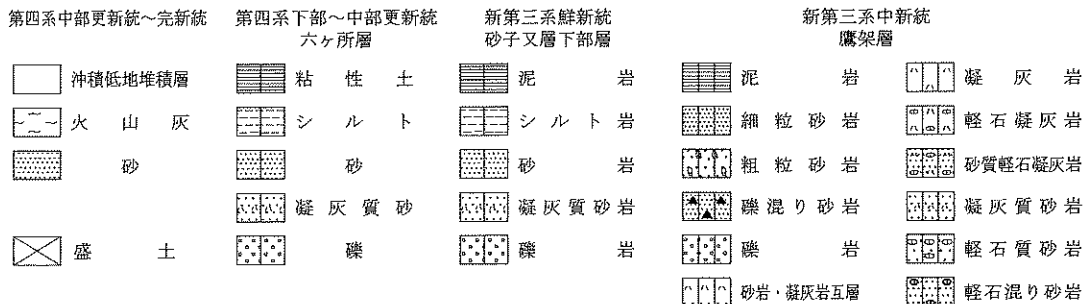 第四系中部更新統～完新統
沖積低地堆積層
火山灰
砂
盛土
第四系下部～中部更新統
六ヶ所層
粘性土
シルト
砂
凝灰質砂
礫
新第三系鮮新統
砂子又層下部層
泥岩
シルト岩
砂岩
凝灰質砂岩
礫岩
新第三系中新統
鷹架層
泥岩
細粒砂岩
粗粒砂岩
礫混り砂岩
礫岩
砂岩・凝灰岩互層
凝灰岩
軽石凝灰岩
砂質軽石凝灰岩
凝灰質砂岩
軽石質砂岩
軽石混り砂岩